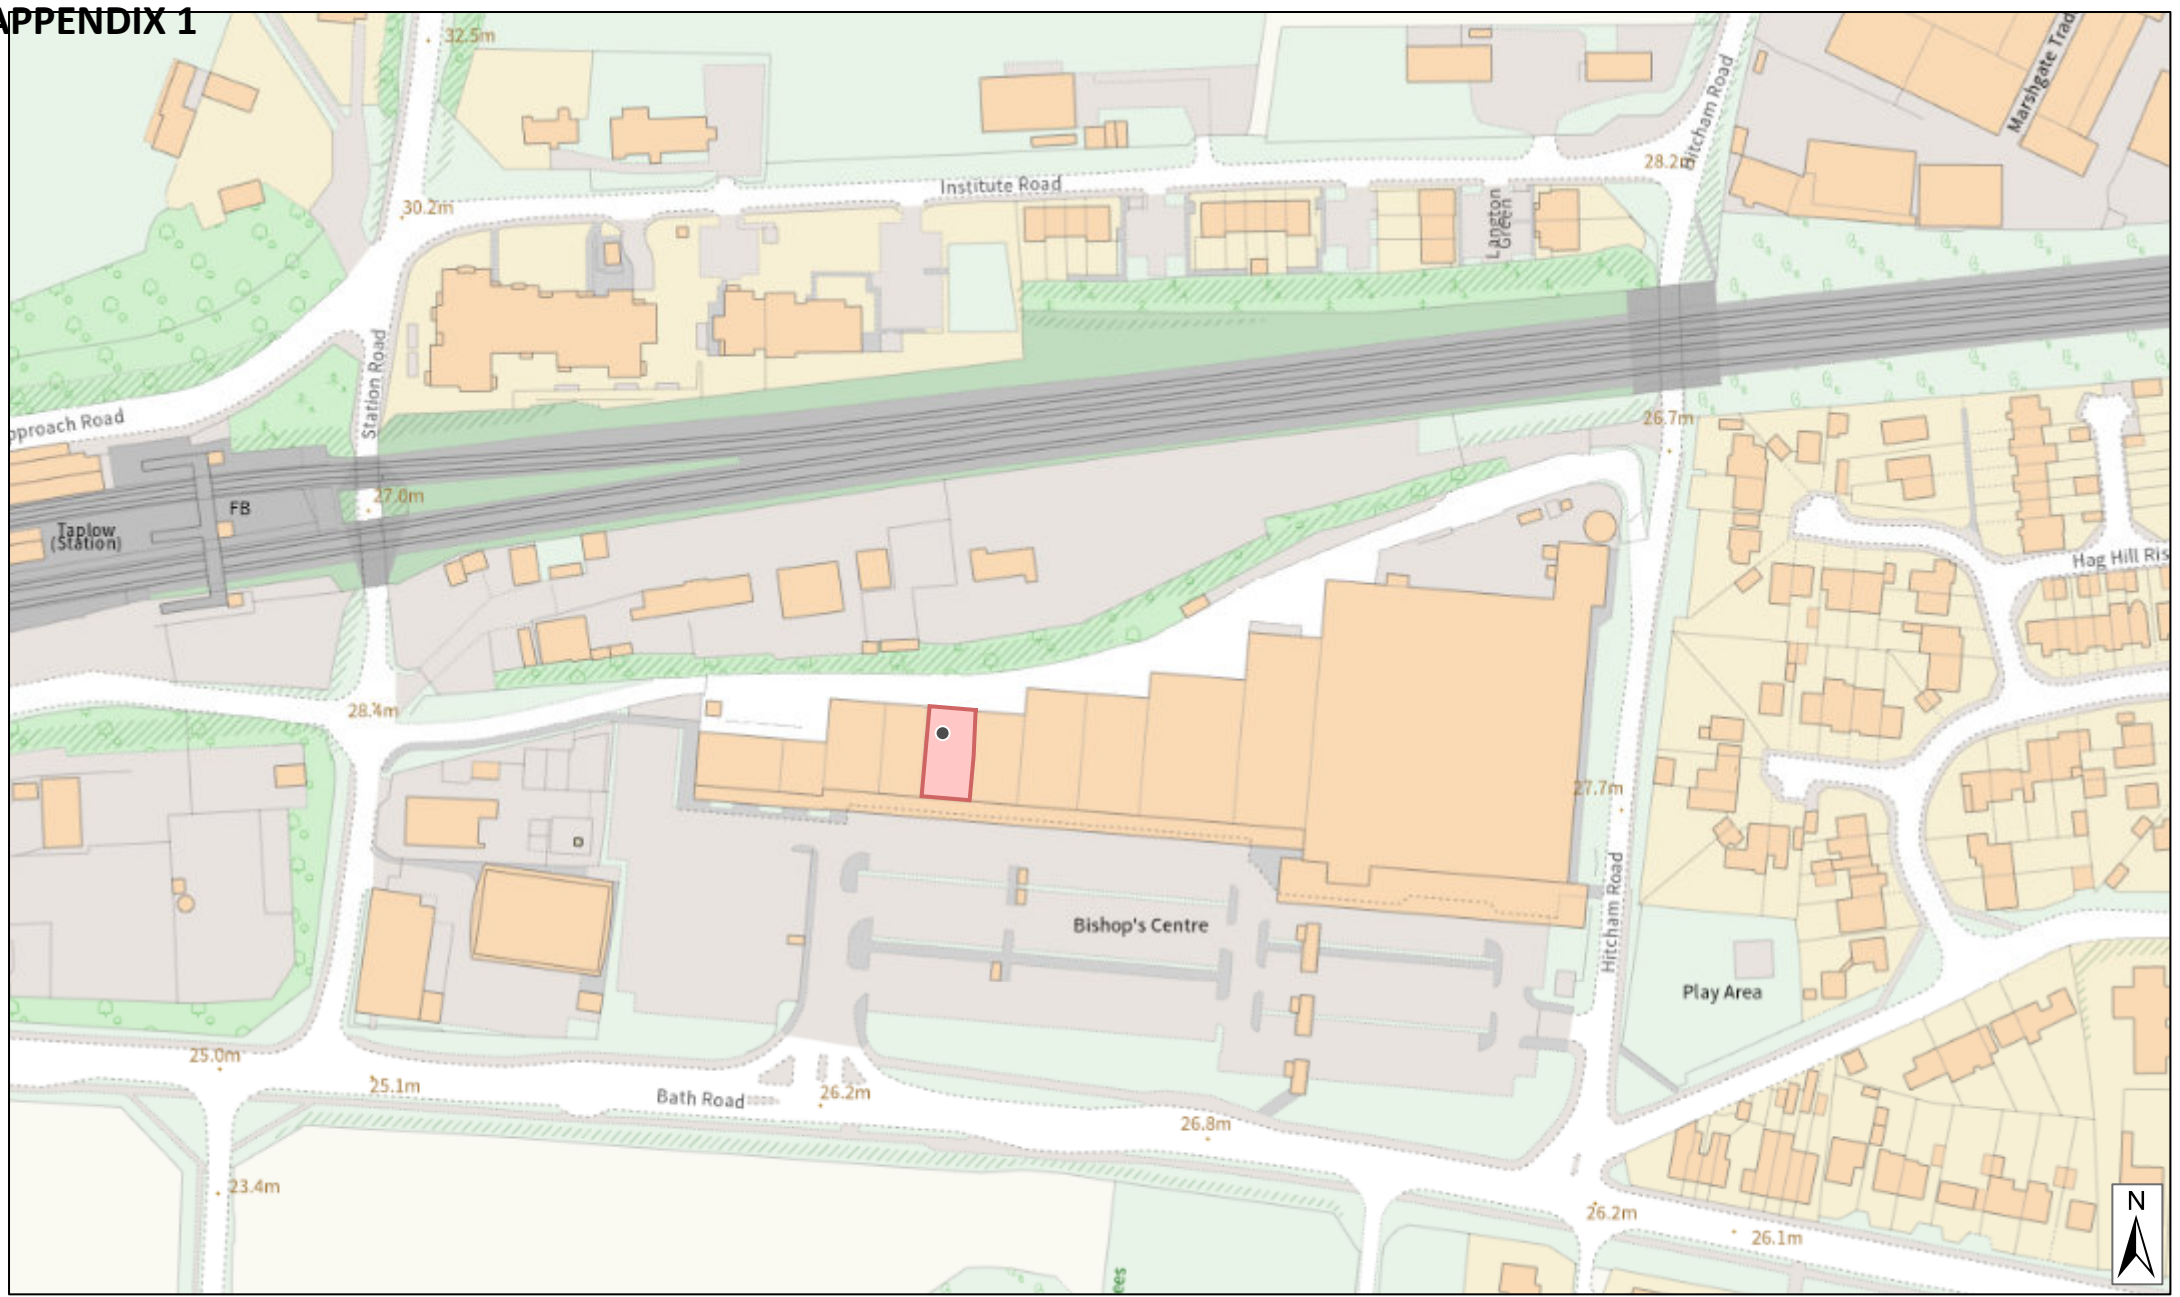 APPENDIX 1
32.5m
Hitcham Road
Marshgate Trad
28.2m
Institute Road
30.2m
Langton
Green
Station Road
pproach Road
26.7m
27.0m
FB
Taplow
(Station)
Hag Hill Ris
28.4m
27.7m
Hitcham Road
Bishop's Centre
Play Area
25.0m
25.1m
Bath Road
26.2m
26.8m
23.4m
26.2m
26.1m
ees
N